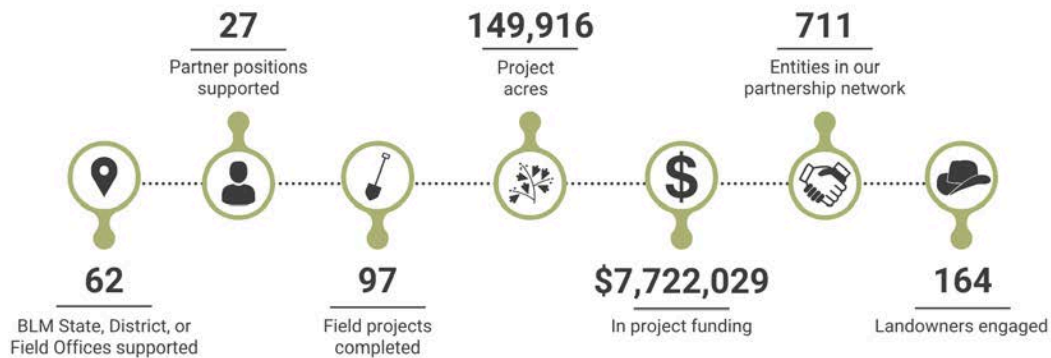 27
Partner positions
supported
149,916
Project
acres
711
Entities in our
partnership network
$
62
BLM State, District, or
Field Offices supported
97
Field projects
completed
$7,722,029
In project funding
164
Landowners engaged